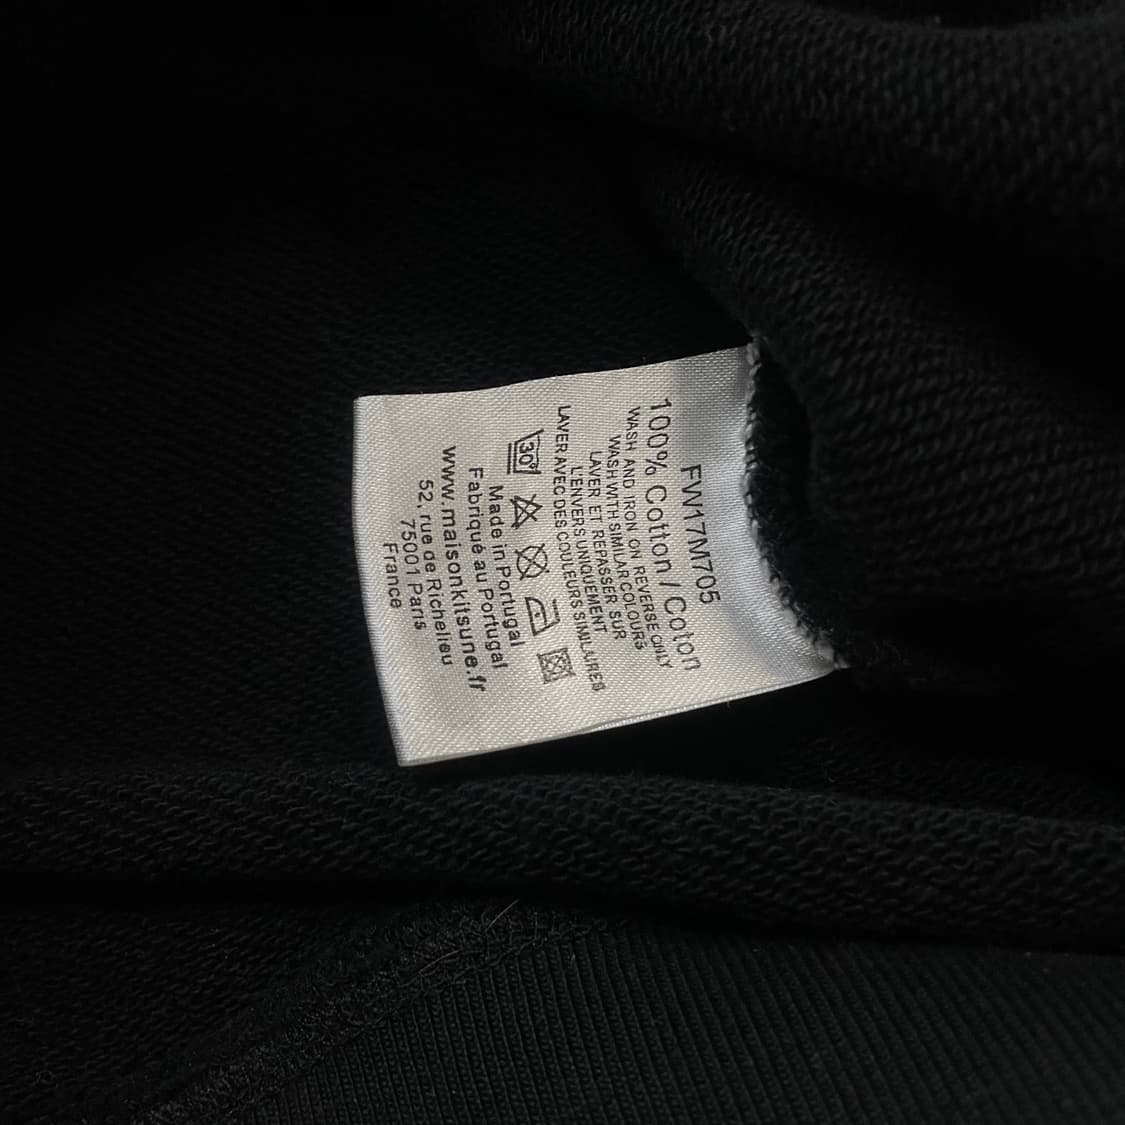 FW17M705
100% Cotton / Coton
WASH AND IRON ON REVERSE ONLY
WASH WITH SIMILAR COLOURS
LAVER ET REPASSER SUR
L'ENVERS UNIQUEMENT
LAVER AVEC DES COULEURS SIMILAIRES
30°
Made in Portugal
Fabriqué au Portugal
www.maisonkitsune.fr
52, rue de Richelieu
75001 Paris
France